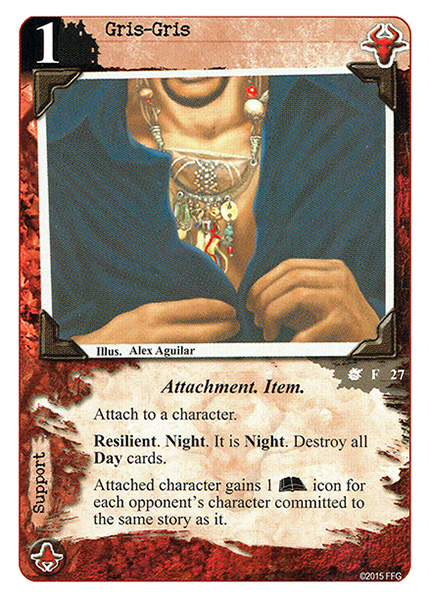 1
Gris-Gris
Illus. Alex Aguilar
F 27
Attachment. Item.
Attach to a character.
Resilient. Night. It is Night. Destroy all
Day cards.
Attached character gains 1 icon for
each opponent's character committed to
the same story as it.
Support
©2015 FFG